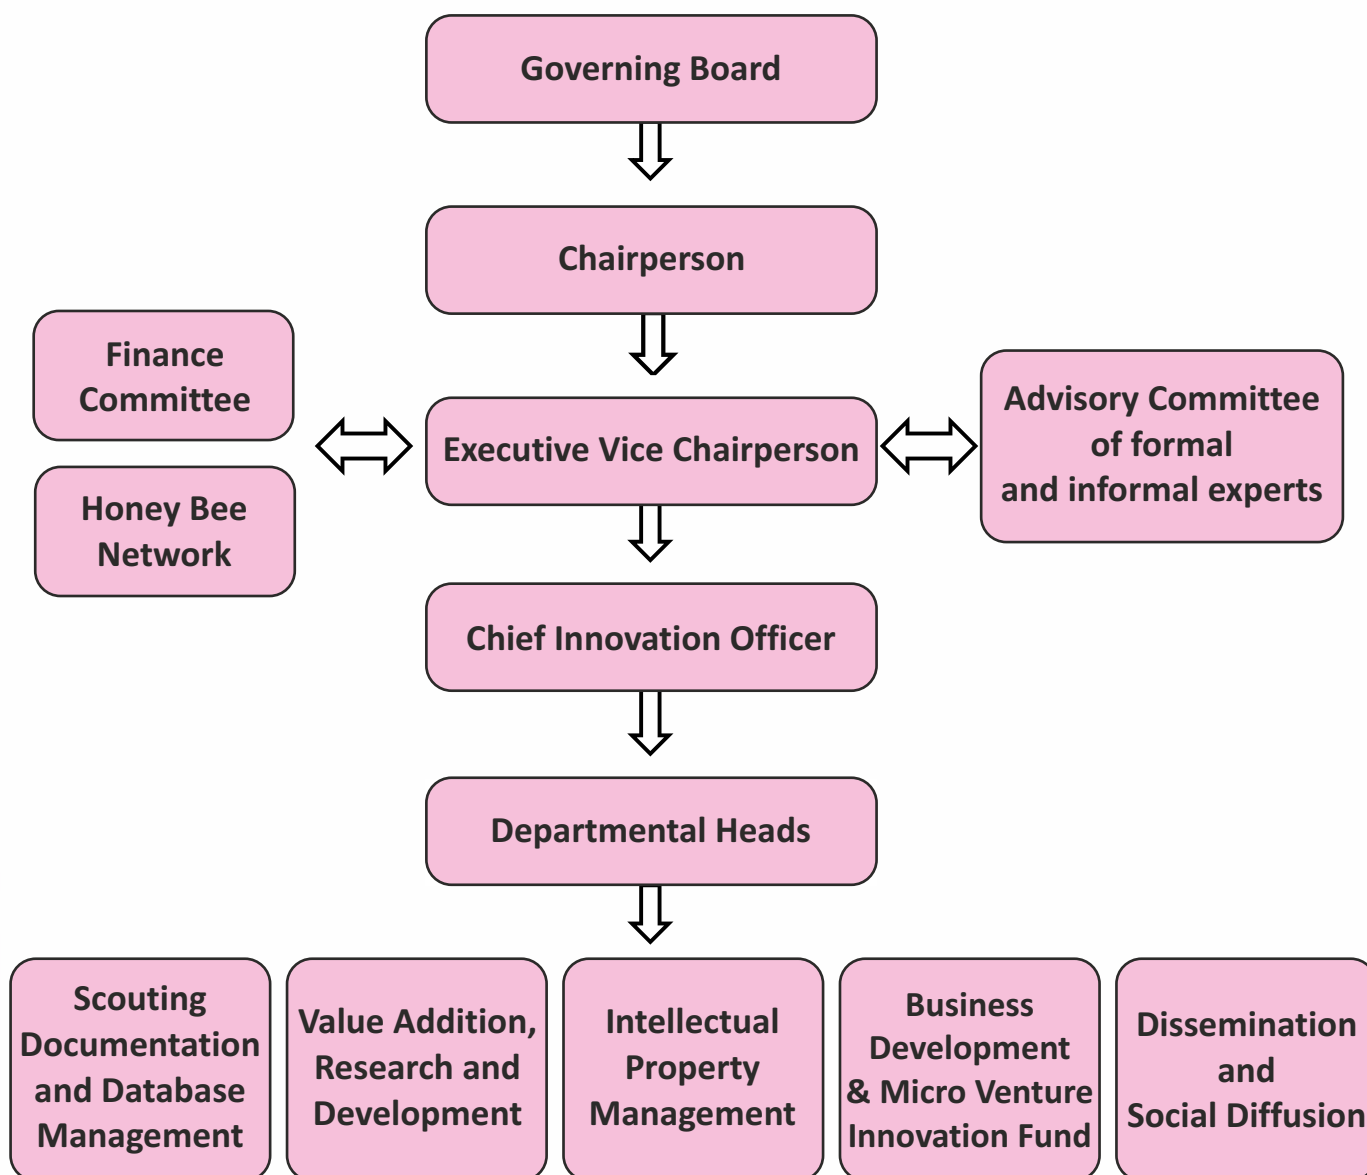 Governing Board
Chairperson
Finance
Committee
Executive Vice Chairperson
Advisory Committee
of formal
and informal experts
Honey Bee
Network
Chief Innovation Officer
Departmental Heads
Scouting
Documentation
and Database
Management
Value Addition,
Research and
Development
Intellectual
Property
Management
Business
Development
& Micro Venture
Innovation Fund
Dissemination
and
Social Diffusion